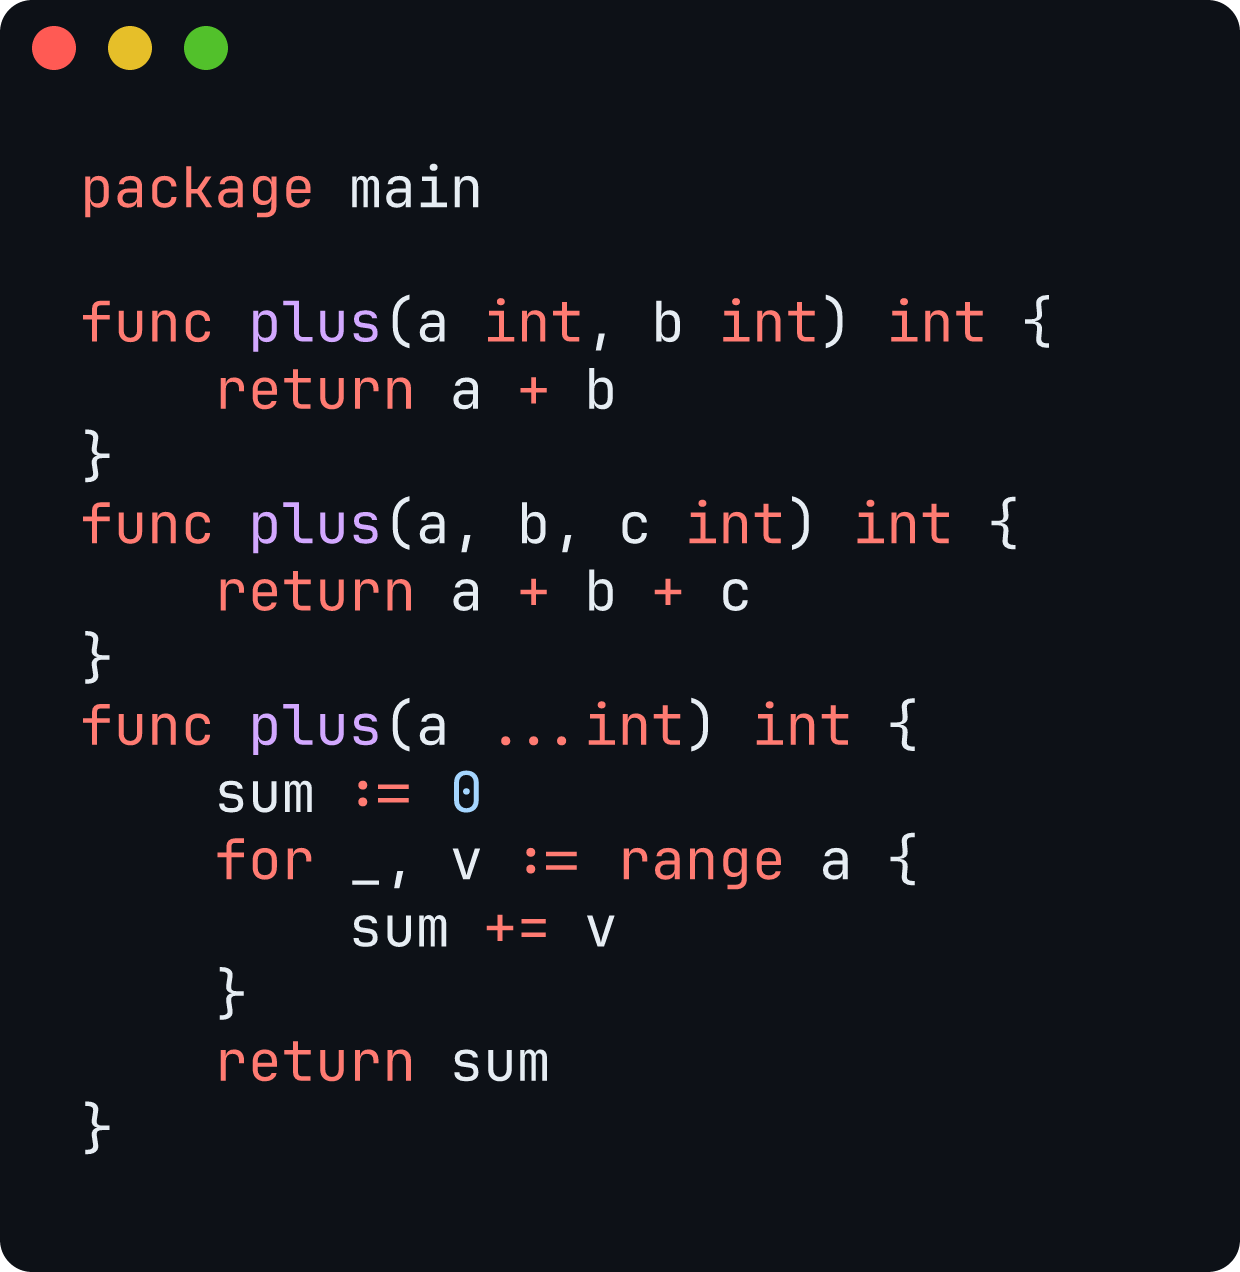 package main

func plus(a int, b int) int {
    return a + b
}
func plus(a, b, c int) int {
    return a + b + c
}
func plus(a ...int) int {
    sum := 0
    for _, v := range a {
        sum += v
    }
    return sum
}